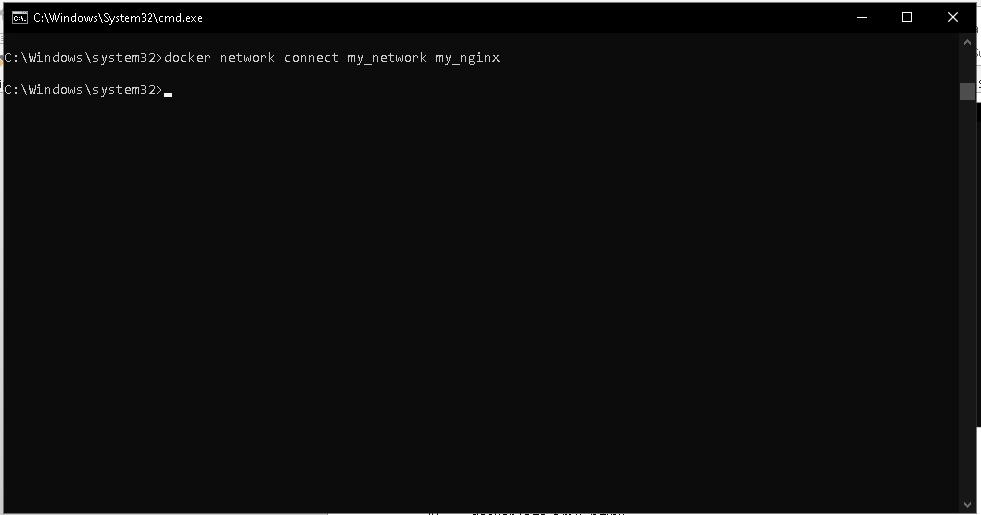 C:\Windows\System32\cmd.exe
C:\Windows\system32>docker network connect my_network my_nginx
C:\Windows\system32>